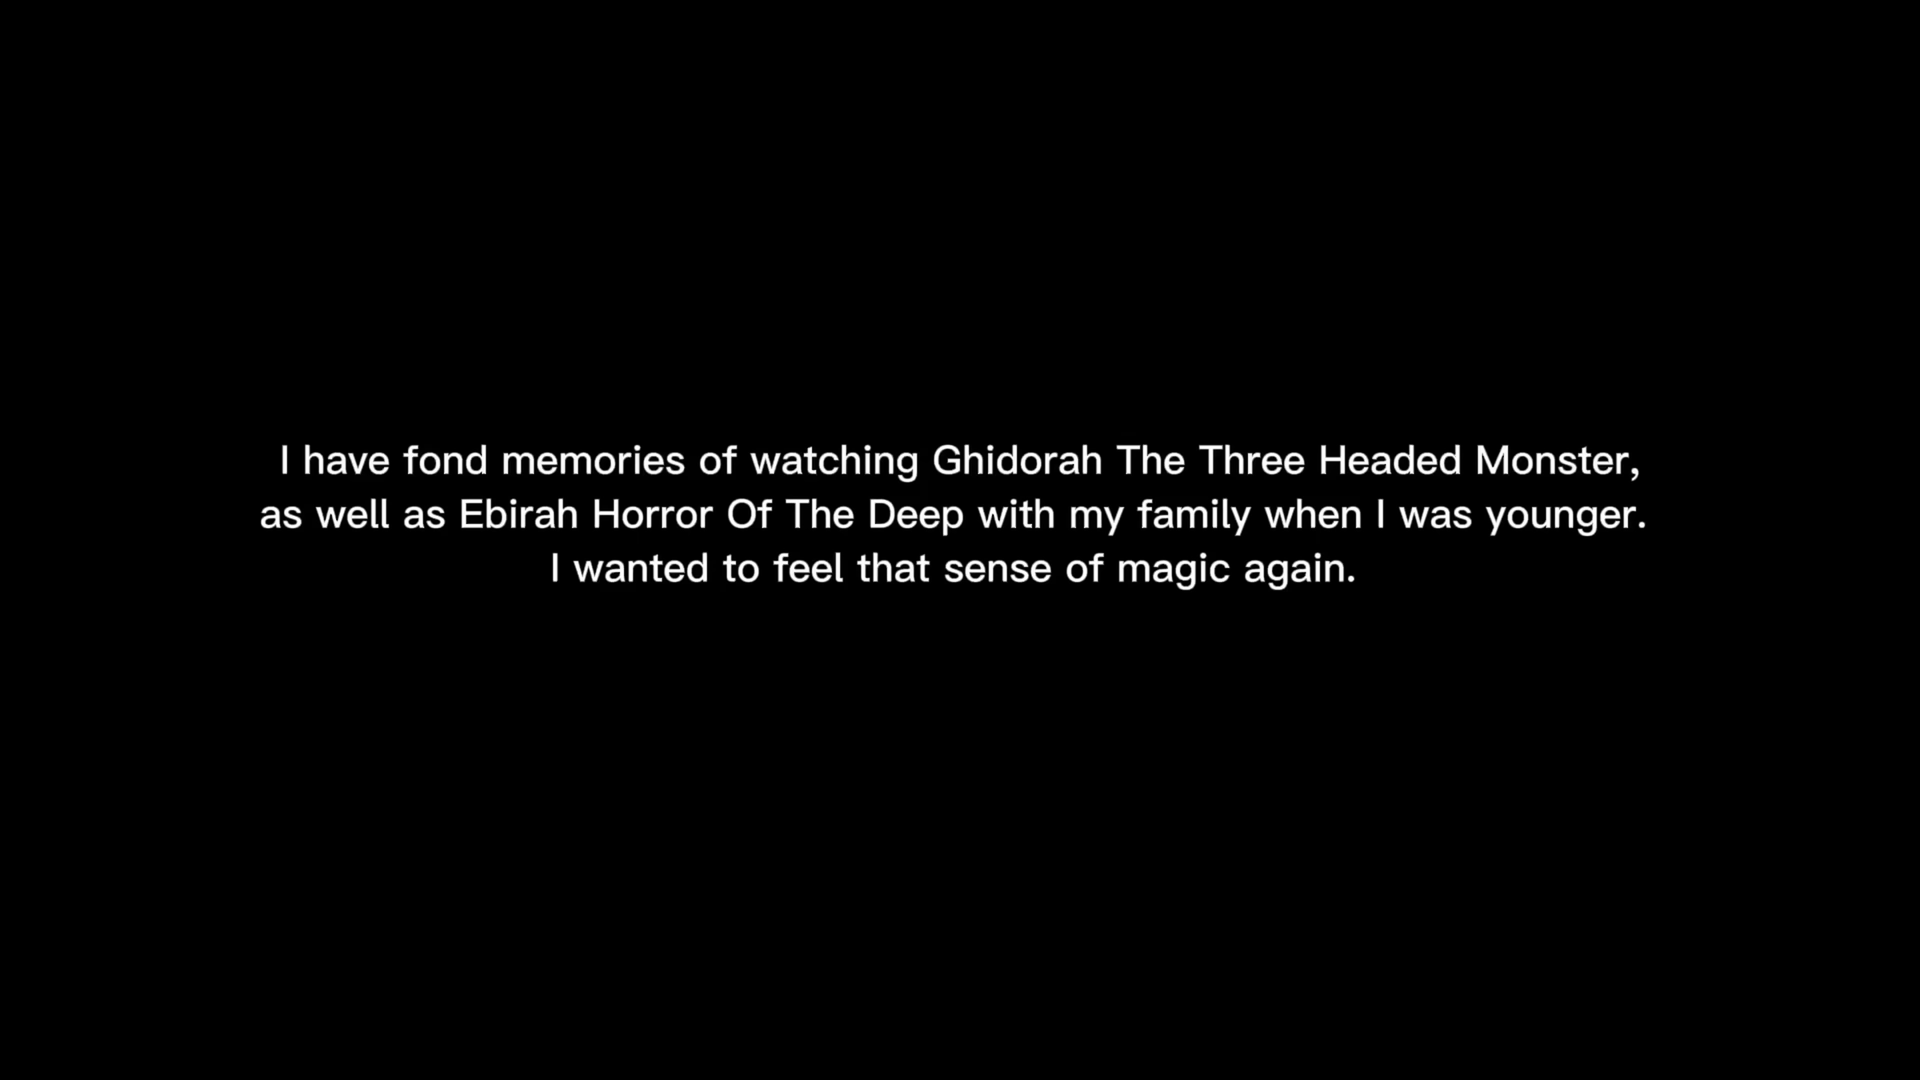 I have fond memories of watching Ghidorah The Three Headed Monster,
as well as Ebirah Horror Of The Deep with my family when I was younger.
I wanted to feel that sense of magic again.